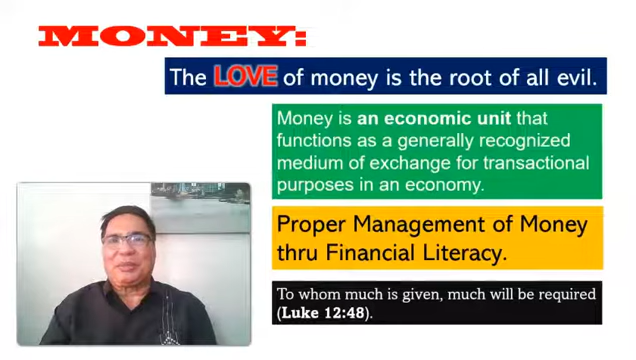 MONEY:
The LOVE of money is the root of all evil.
Money is an economic unit that
functions as a generally recognized
medium of exchange for transactional
purposes in an economy.
Proper Management of Money
thru Financial Literacy.
To whom much is given, much will be required
(Luke 12:48).